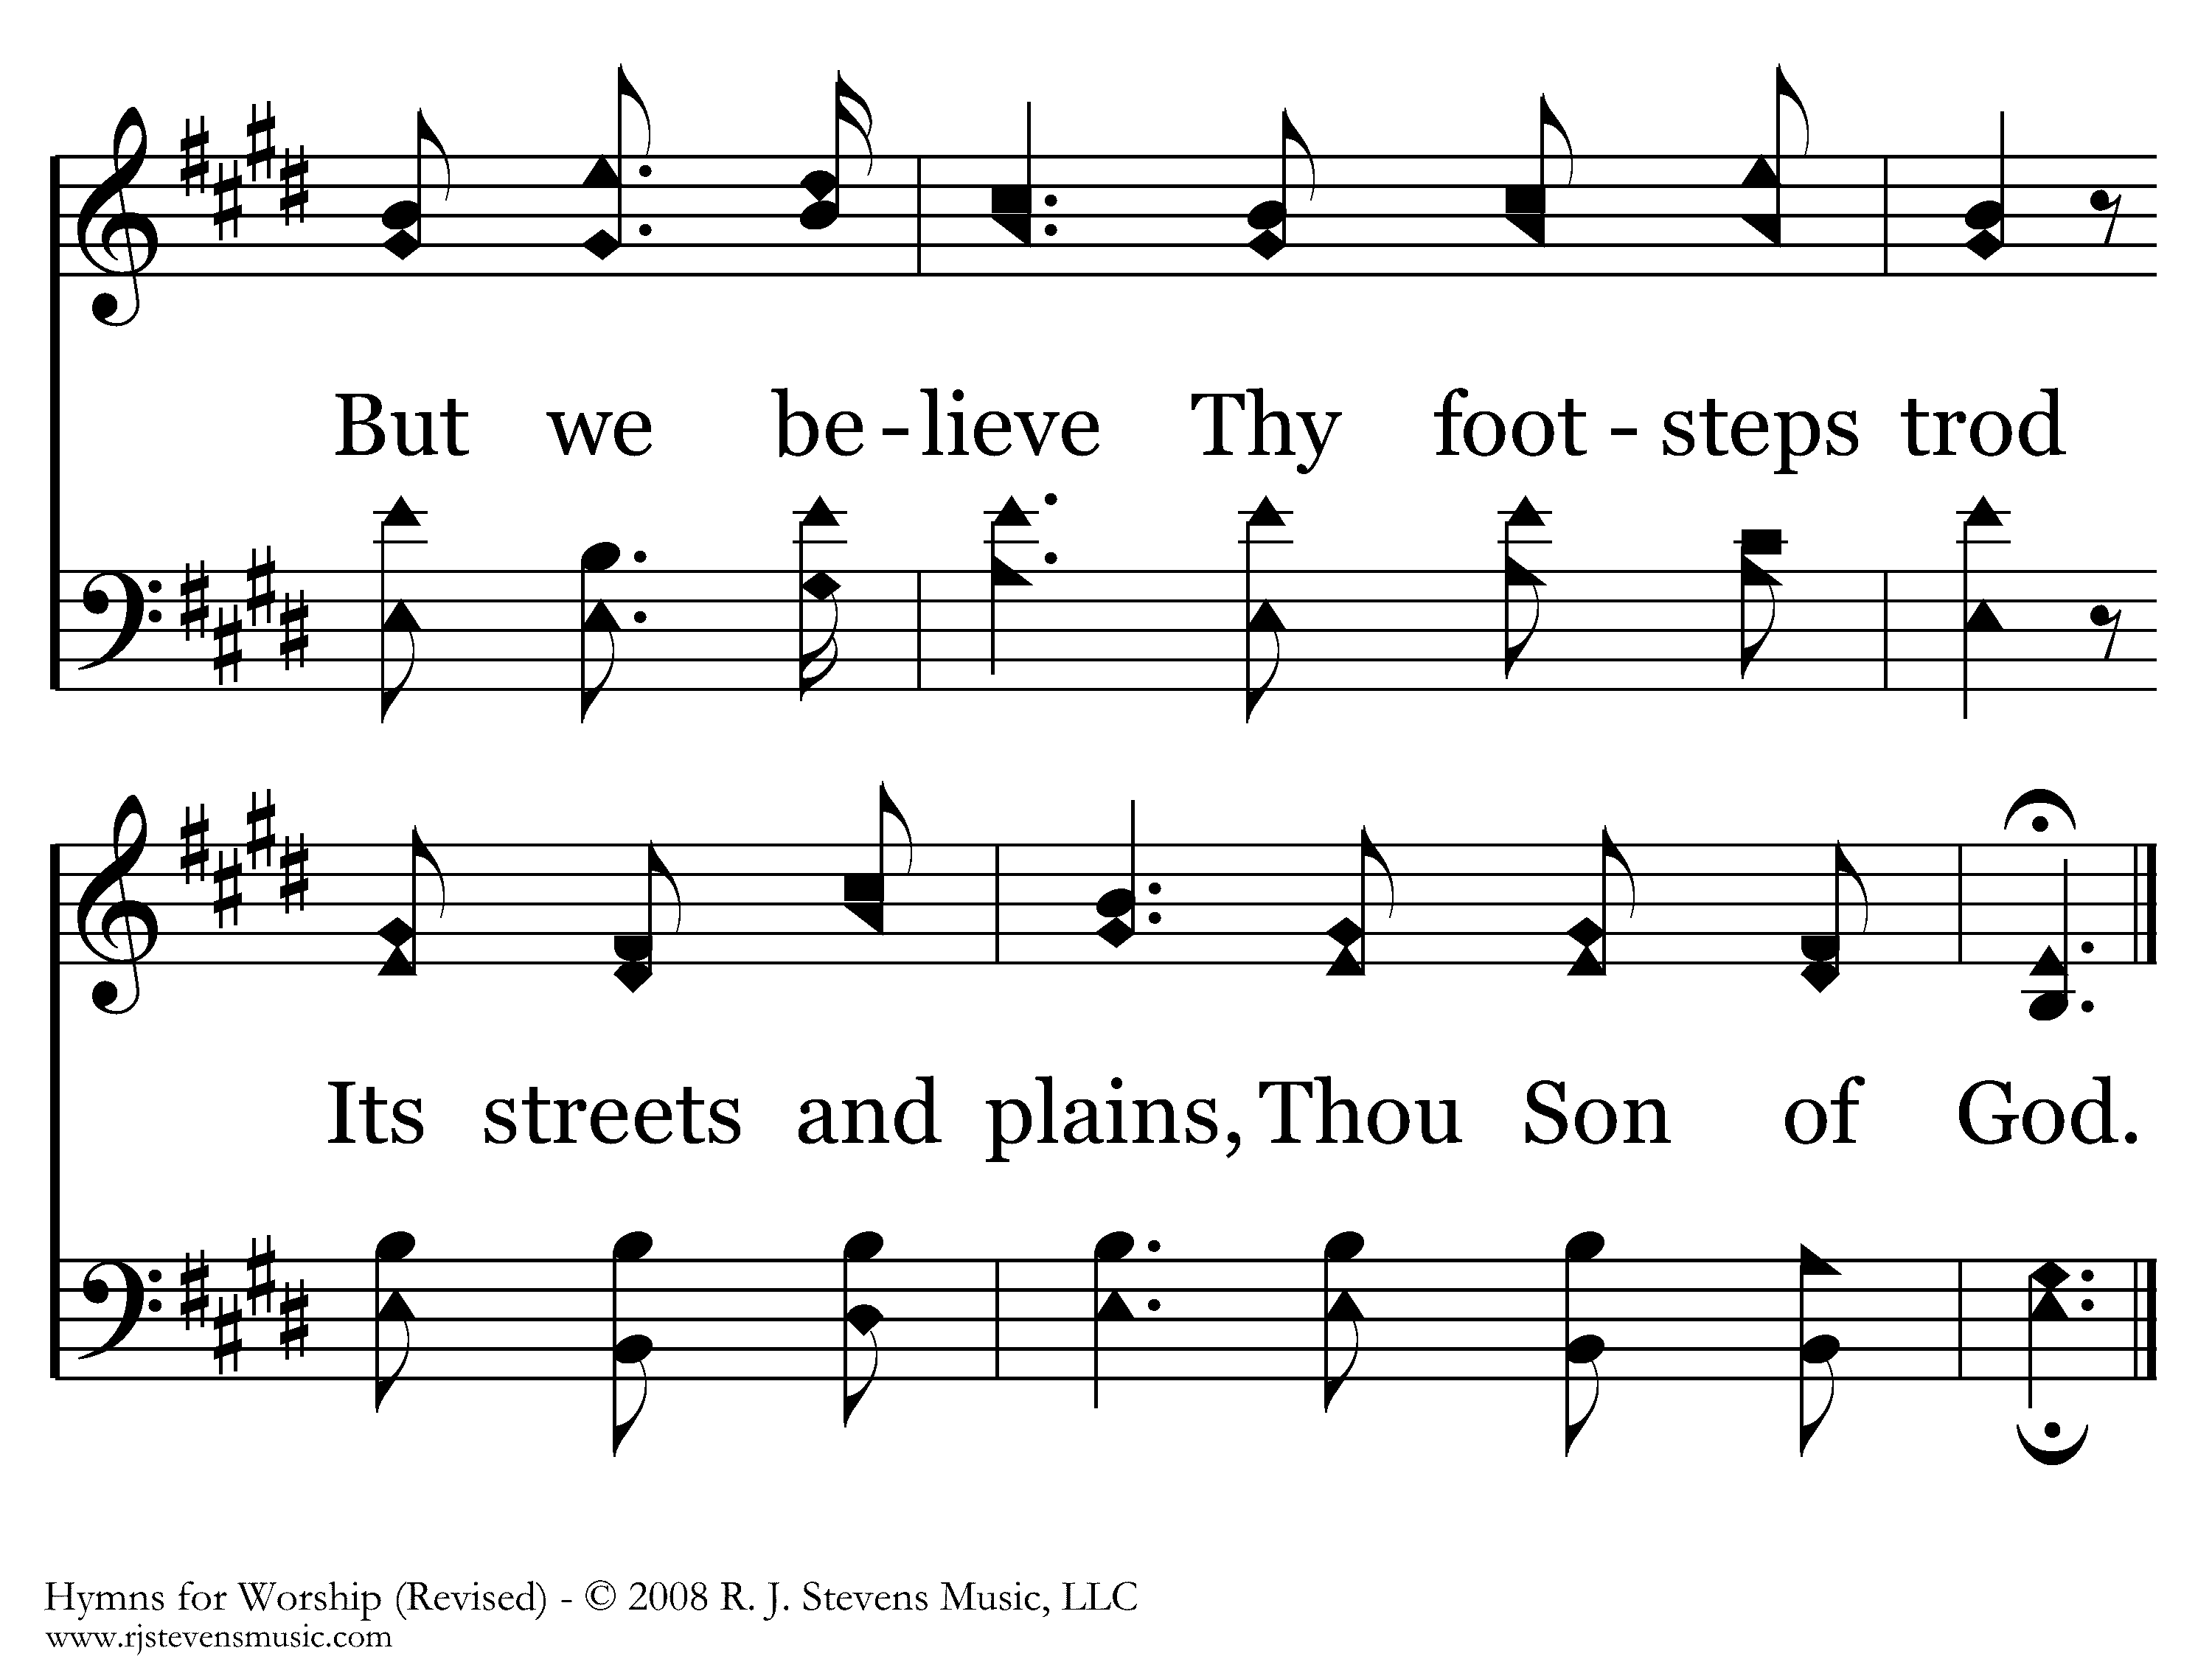 But we be - lieve Thy foot - steps trod
Its streets and plains, Thou Son of God.
Hymns for Worship (Revised) - © 2008 R. J. Stevens Music, LLC
www.rjstevensmusic.com